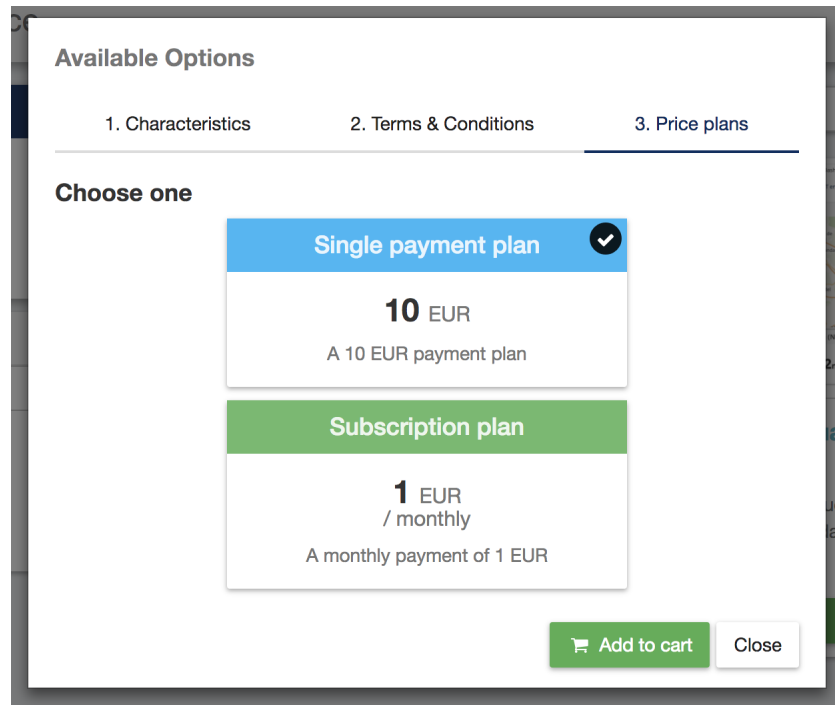 Available Options
1. Characteristics
2. Terms & Conditions
3. Price plans
Choose one
Single payment plan
10 EUR
A 10 EUR payment plan
Subscription plan
1 EUR
/ monthly
A monthly payment of 1 EUR
Add to cart
Close